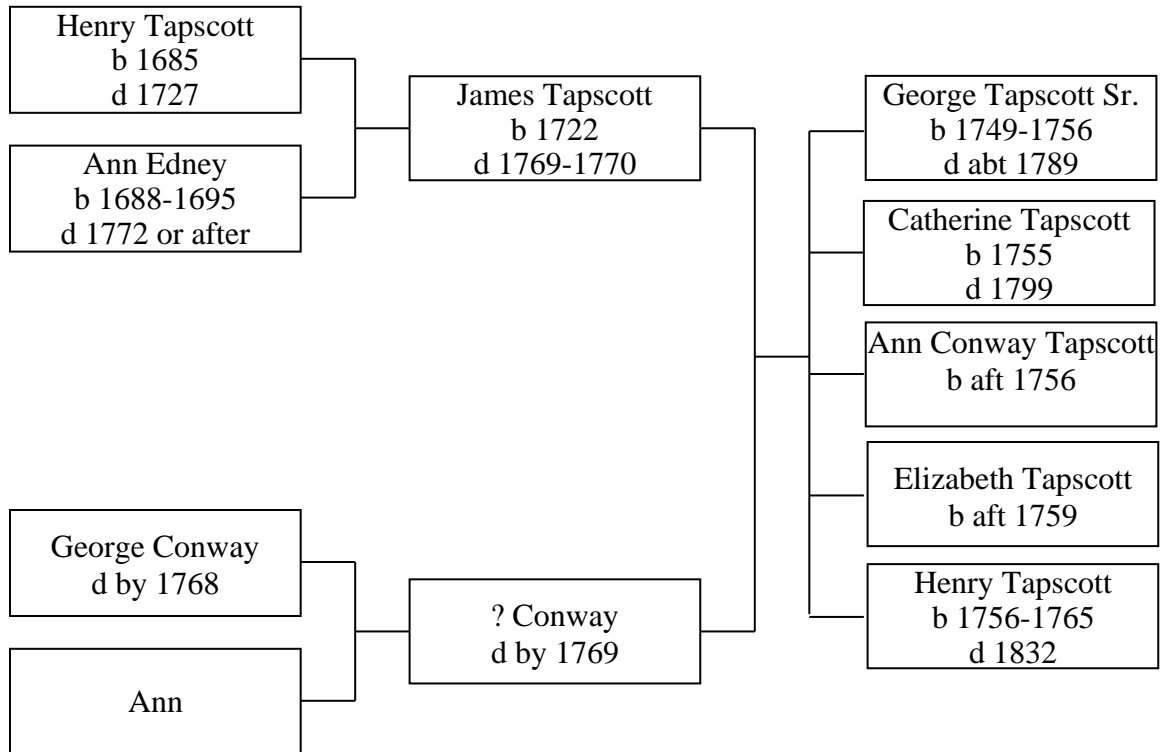 Henry Tapscott
b 1685
d 1727
Ann Edney
b 1688-1695
d 1772 or after
James Tapscott
b 1722
d 1769-1770
George Conway
d by 1768
Ann
? Conway
d by 1769
George Tapscott Sr.
b 1749-1756
d abt 1789
Catherine Tapscott
b 1755
d 1799
Ann Conway Tapscott
b aft 1756
Elizabeth Tapscott
b aft 1759
Henry Tapscott
b 1756-1765
d 1832